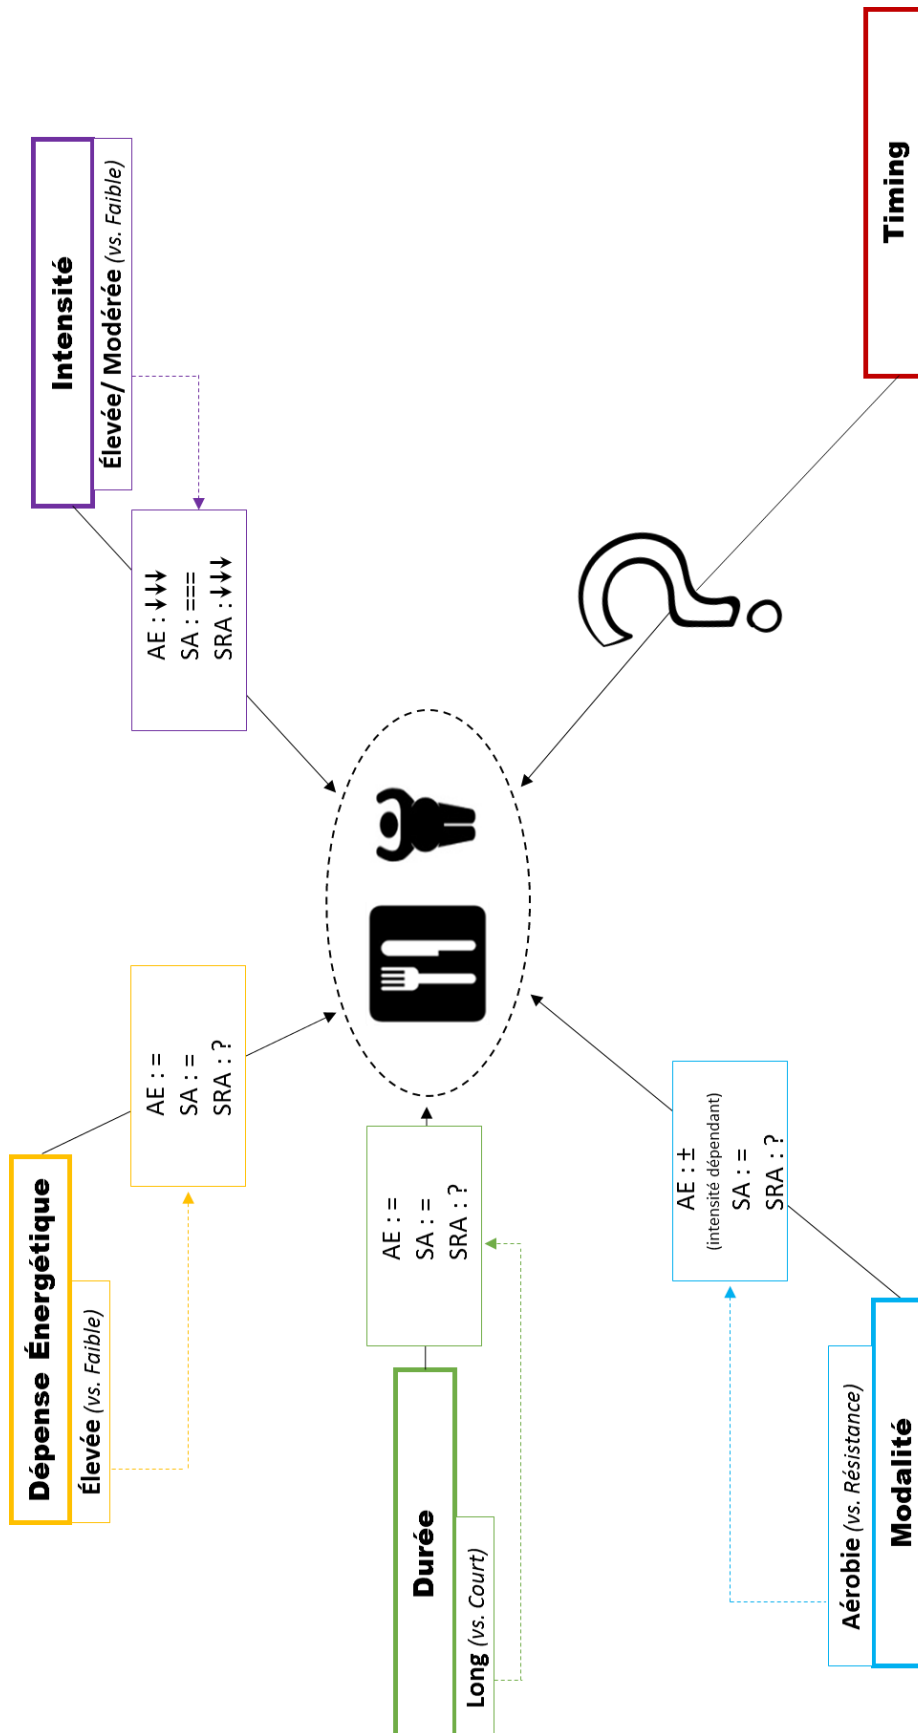 Dépense Énergétique
Élevée (vs. Faible)
AE : =
SA : =
SRA : ?
Intensité
Élevée/ Modérée (vs. Faible)
AE : ↓↓↓
SA : ===
SRA : ↓↓↓
Durée
Long (vs. Court)
AE : =
SA : =
SRA : ?
Aérobie (vs. Résistance)
Modalité
AE : ±
(intensité dépendant)
SA : =
SRA : ?
?
Timing